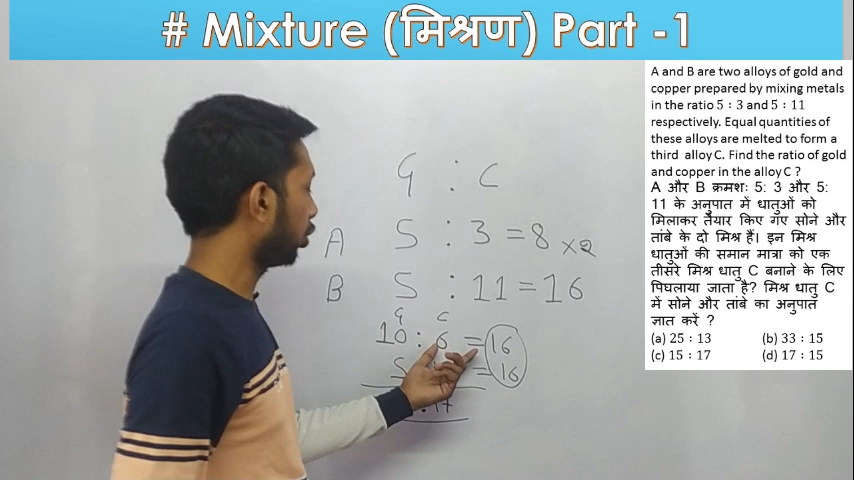 # Mixture (मिश्रण) Part -1
A and B are two alloys of gold and
copper prepared by mixing metals
in the ratio 5 : 3 and 5 : 11
respectively. Equal quantities of
these alloys are melted to form a
third alloy C. Find the ratio of gold
and copper in the alloy C ?
A और B क्रमशः 5: 3 और 5:
11 के अनुपात में धातुओं को
मिलाकर तैयार किए गए सोने और
तांबे के दो मिश्र हैं। इन मिश्र
धातुओं की समान मात्रा को एक
तीसरे मिश्र धातु C बनाने के लिए
पिघलाया जाता है? मिश्र धातु C
में सोने और तांबे का अनुपात
ज्ञात करें ?
(a) 25 : 13 (b) 33 : 15
(c) 15 : 17 (d) 17 : 15
G : C
A 5 : 3 = 8 ×2
B 5 : 11 = 16
G C
10 : 6 = 16
5 = 16
: 17